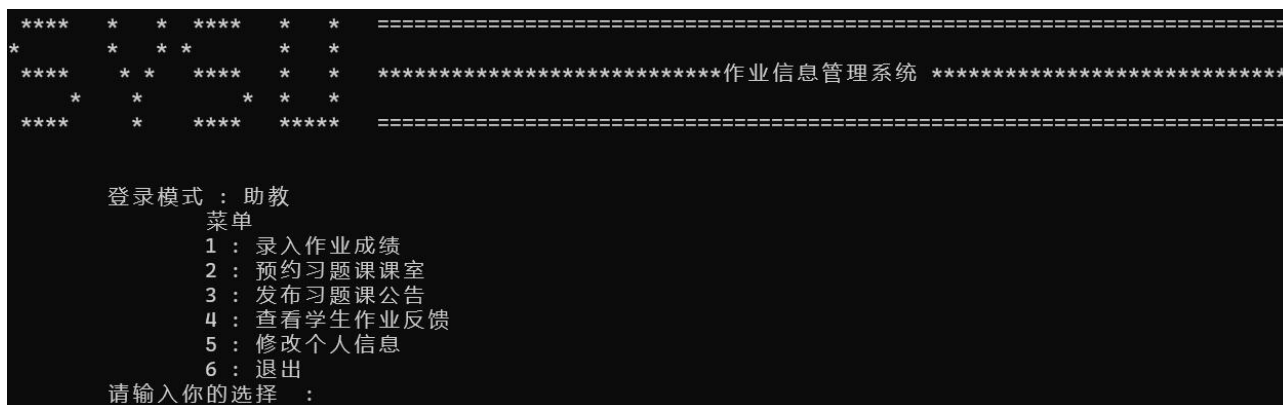 ****    *   *  ****   *   *   ==========================================================================
*       *   * *       *   *
 ****    * *   ****   *   *   ****************************作业信息管理系统 *****************************
     *    *        *  *   *
 ****     *    ****   *****   ==========================================================================
登录模式 : 助教
菜单
1 : 录入作业成绩
2 : 预约习题课课室
3 : 发布习题课公告
4 : 查看学生作业反馈
5 : 修改个人信息
6 : 退出
请输入你的选择 :